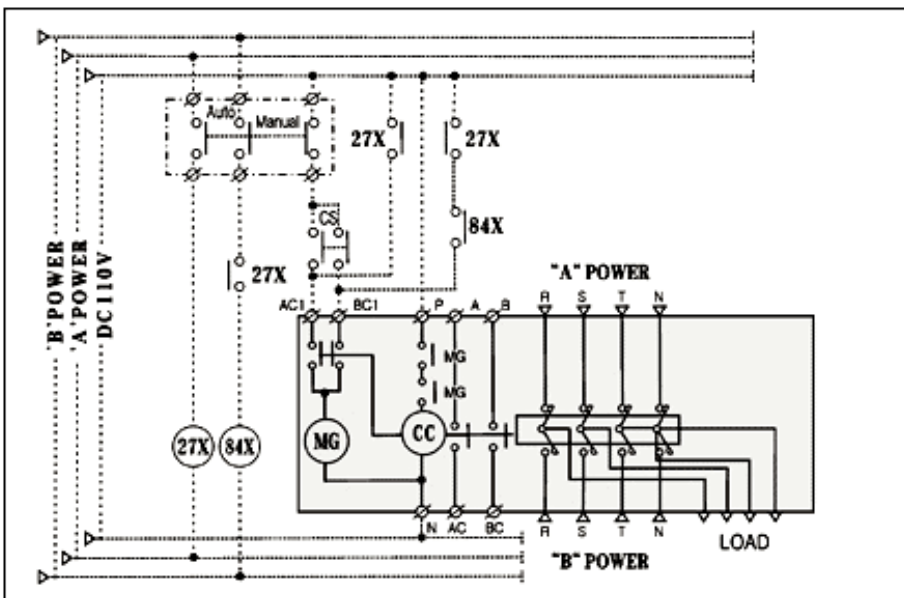 Auto
Manual
27X
27X
CS
84X
'B'POWER
'A'POWER
DC110V
27X
"A" POWER
R S T N
AC1 BC1 P A B
MG
MG
27X
84X
MG
CC
N AC BC
R S T N
LOAD
"B" POWER